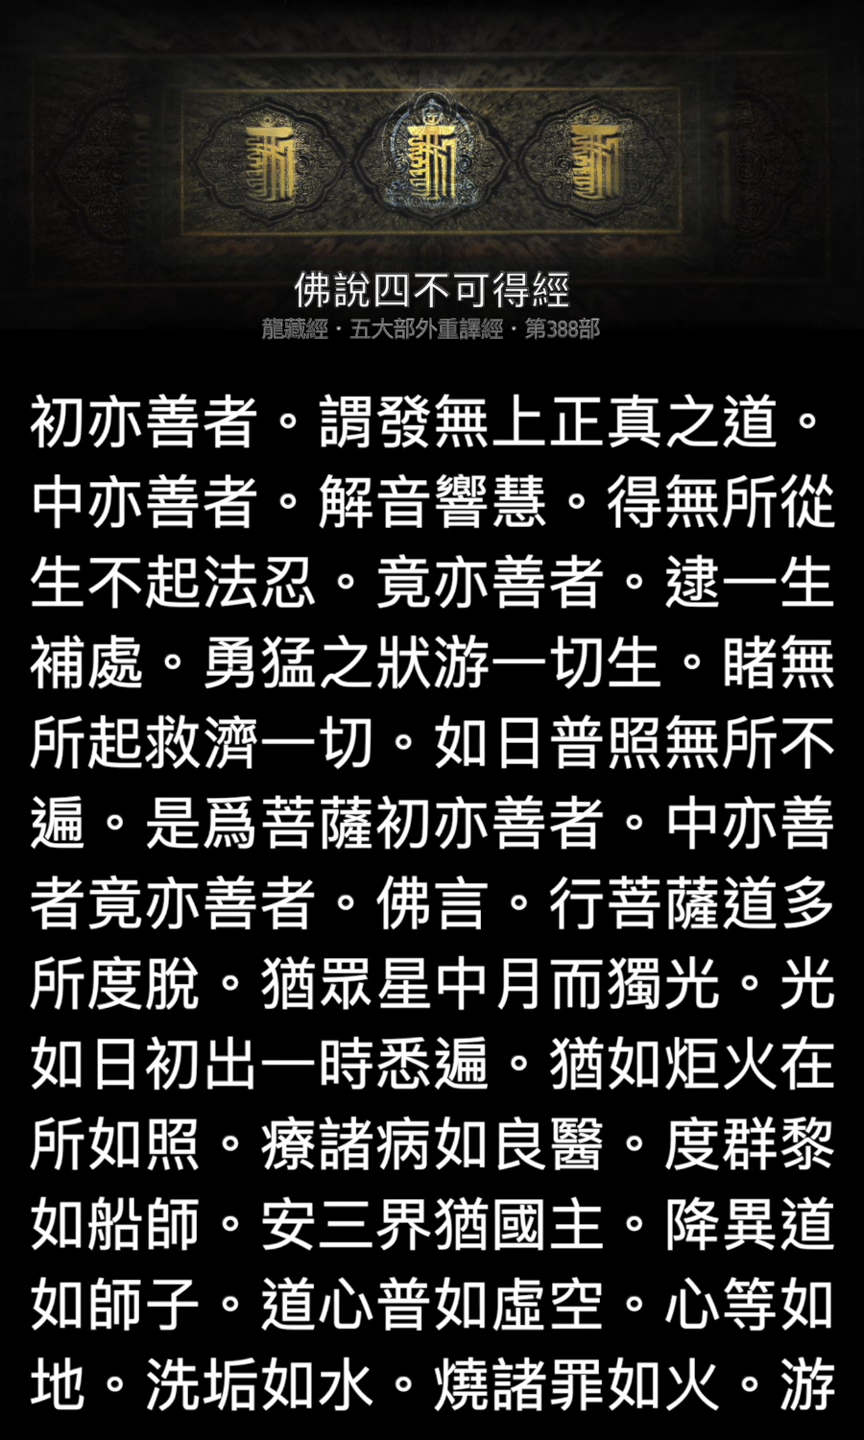 佛說四不可得經
龍藏經．五大部外重譯經．第388部
初亦善者。謂發無上正真之道。
中亦善者。解音響慧。得無所從
生不起法忍。竟亦善者。逮一生
補處。勇猛之狀游一切生。睹無
所起救濟一切。如日普照無所不
遍。是爲菩薩初亦善者。中亦善
者竟亦善者。佛言。行菩薩道多
所度脫。猶眾星中月而獨光。光
如日初出一時悉遍。猶如炬火在
所如照。療諸病如良醫。度群黎
如船師。安三界猶國主。降異道
如師子。道心普如虛空。心等如
地。洗垢如水。燒諸罪如火。游